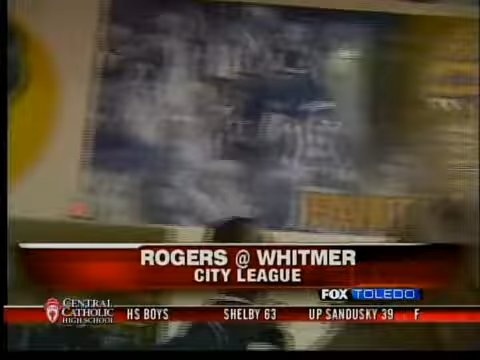 ROGERS @ WHITMER
CITY LEAGUE
FOX TOLEDO
CENTRAL
CATHOLIC
HIGH SCHOOL
HS BOYS SHELBY 63 UP SANDUSKY 39 F